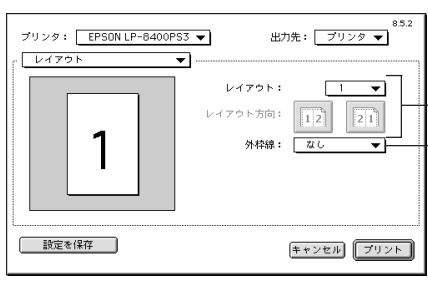 8.5.2
プリンタ： EPSON LP-8400PS3 出力先： プリンタ
レイアウト
レイアウト： 1
レイアウト方向： 1 2 2 1
1
外枠線： なし
設定を保存 キャンセル プリント